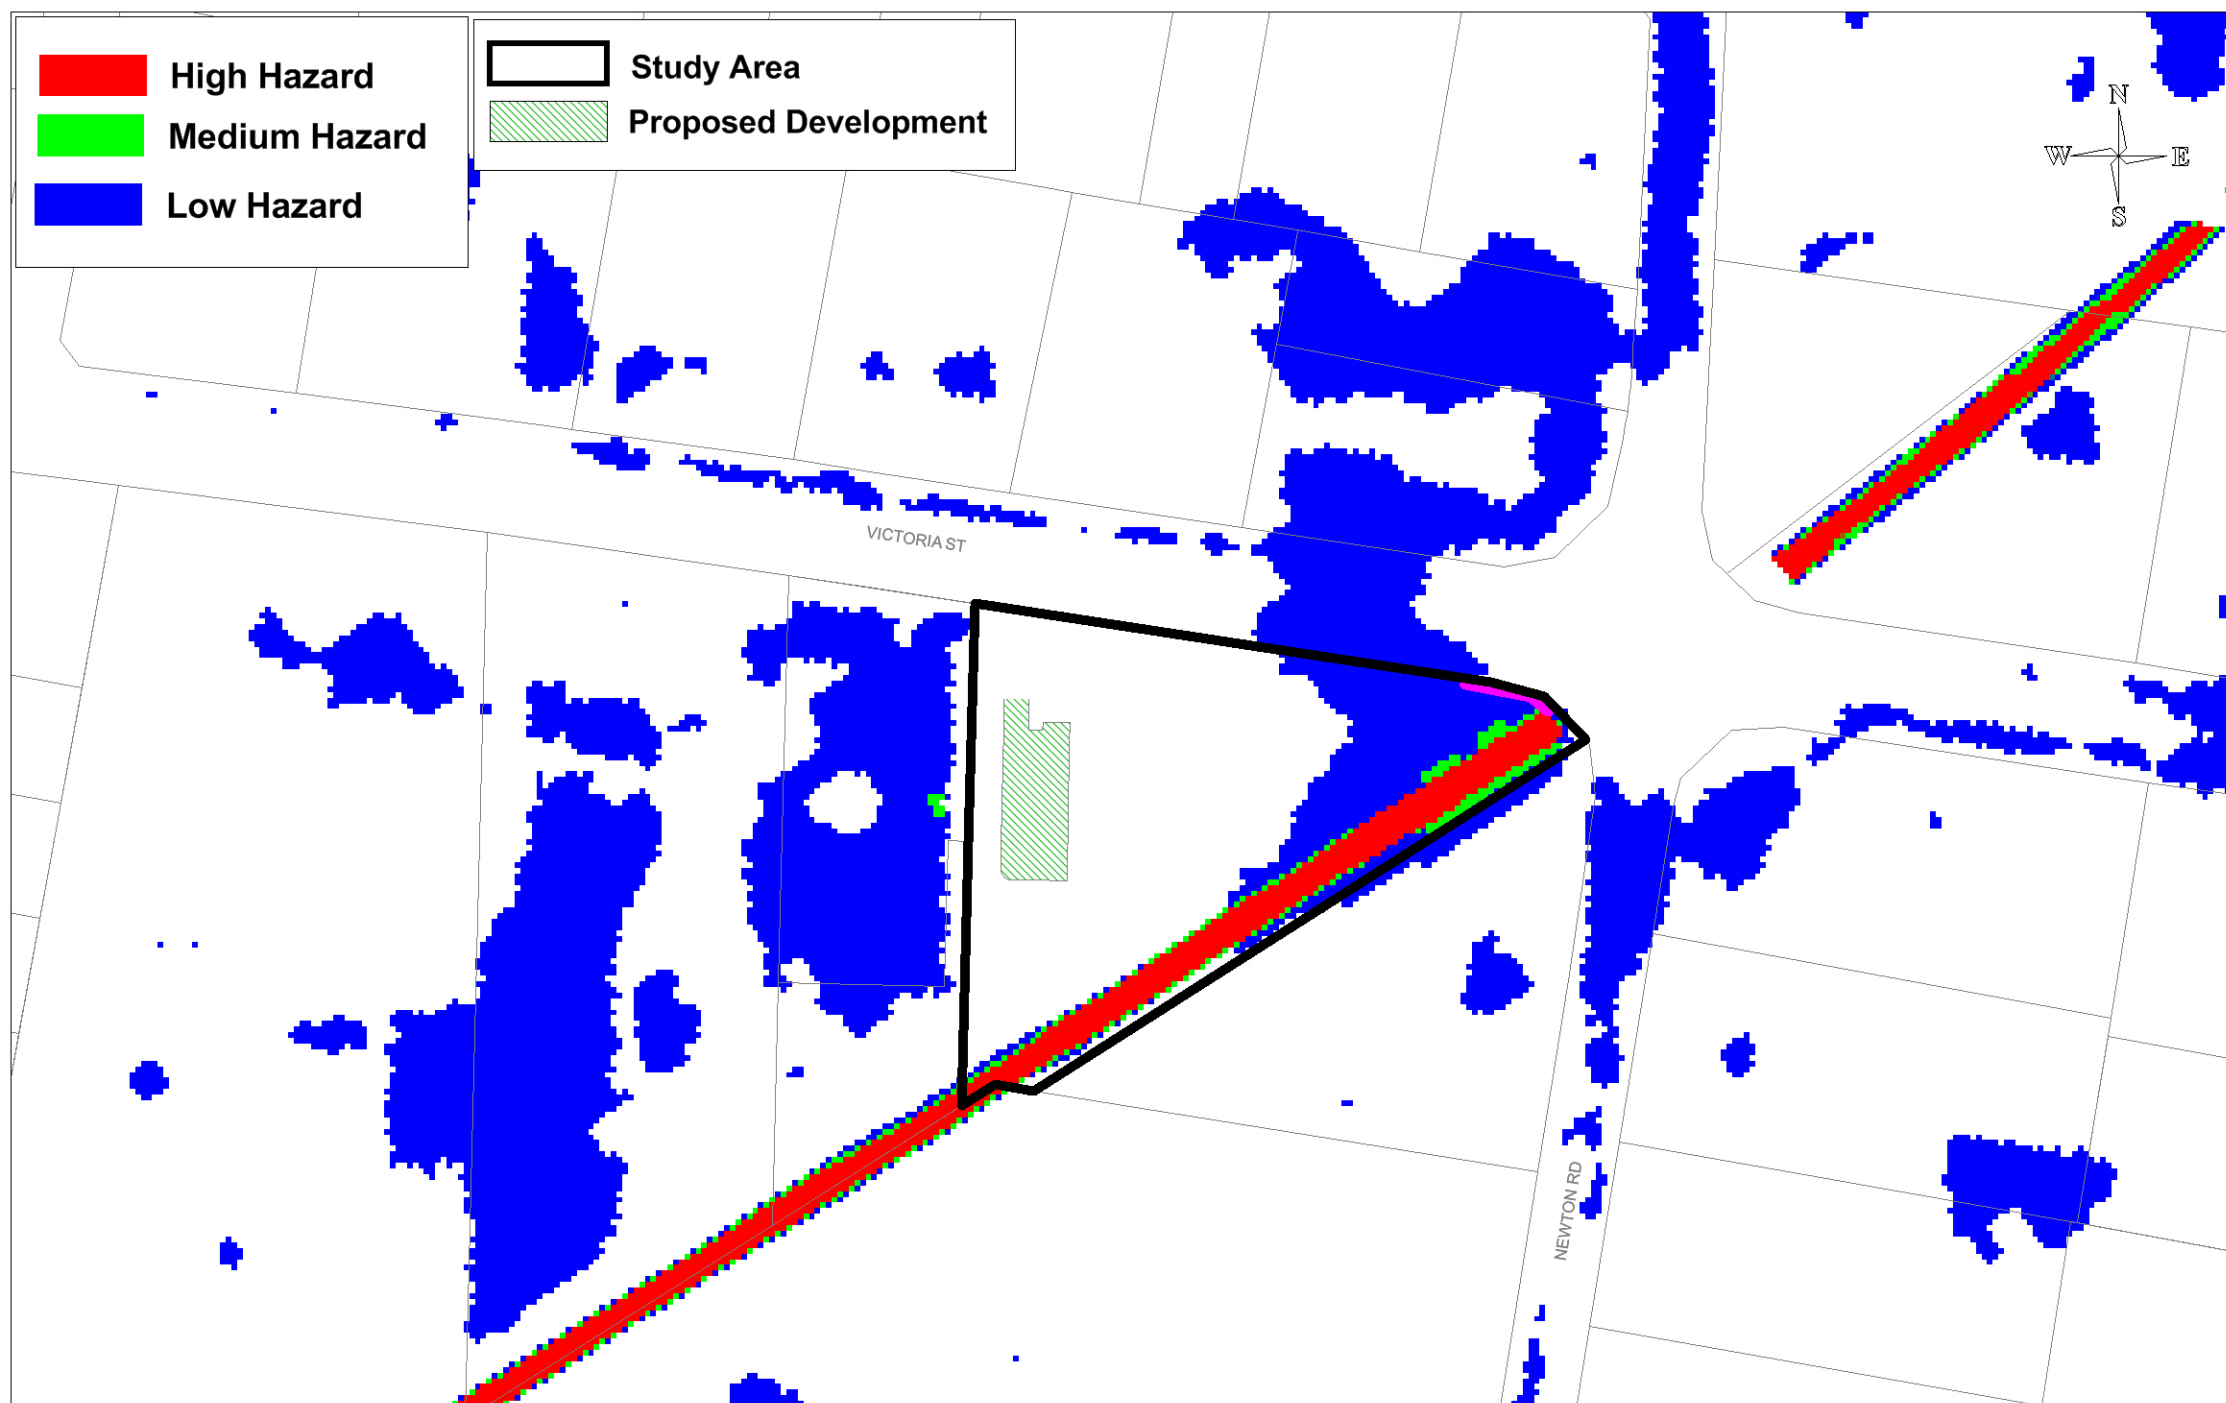 High Hazard
Medium Hazard
Low Hazard
Study Area
Proposed Development
N
W
E
S
VICTORIA ST
NEWTON RD